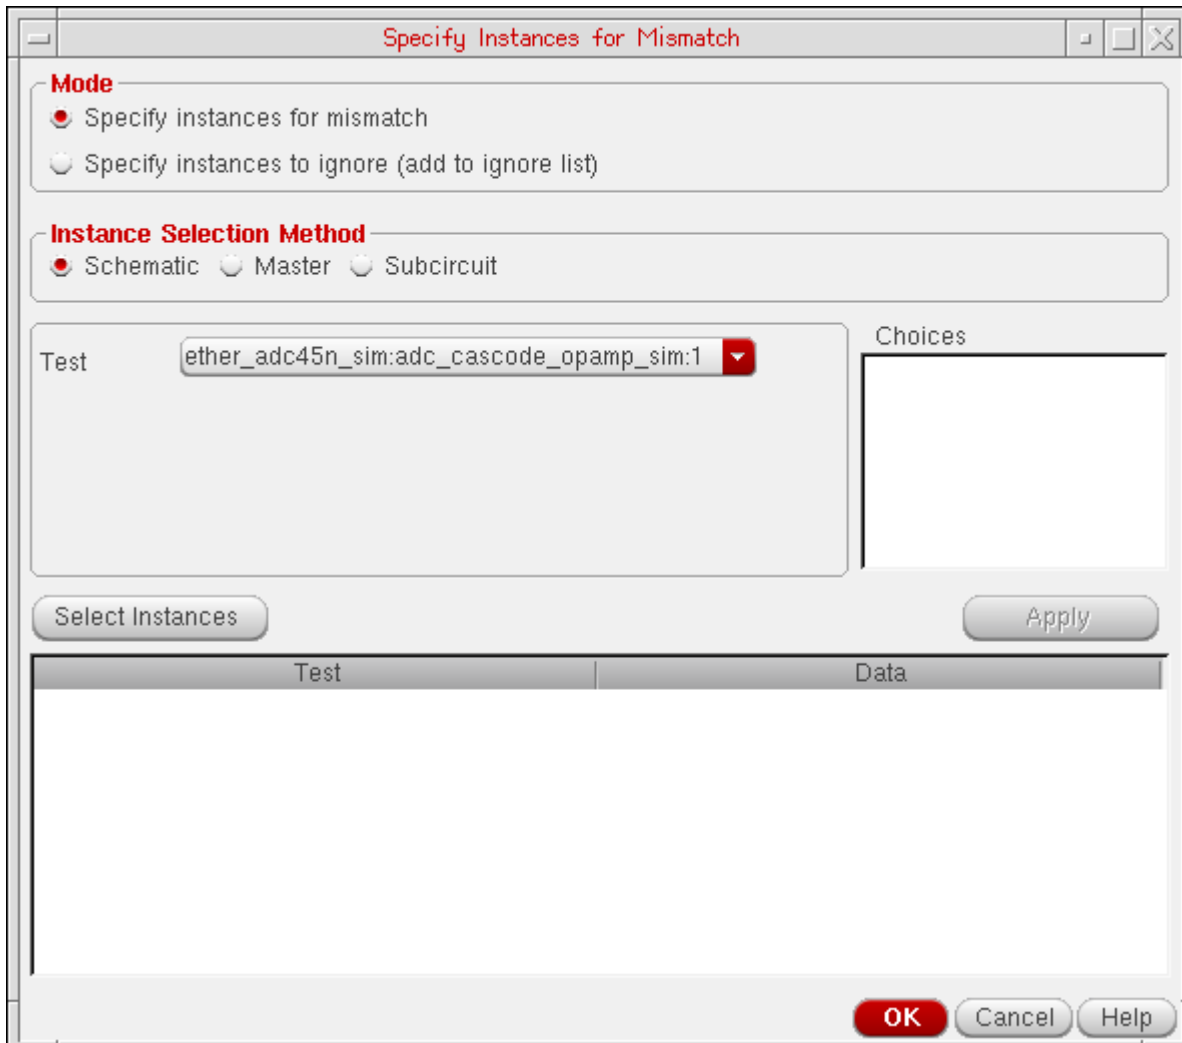 Specify Instances for Mismatch
Mode
Specify instances for mismatch
Specify instances to ignore (add to ignore list)
Instance Selection Method
Schematic Master Subcircuit
Test ether_adc45n_sim:adc_cascode_opamp_sim:1
Choices
Select Instances Apply
Test Data
OK Cancel Help